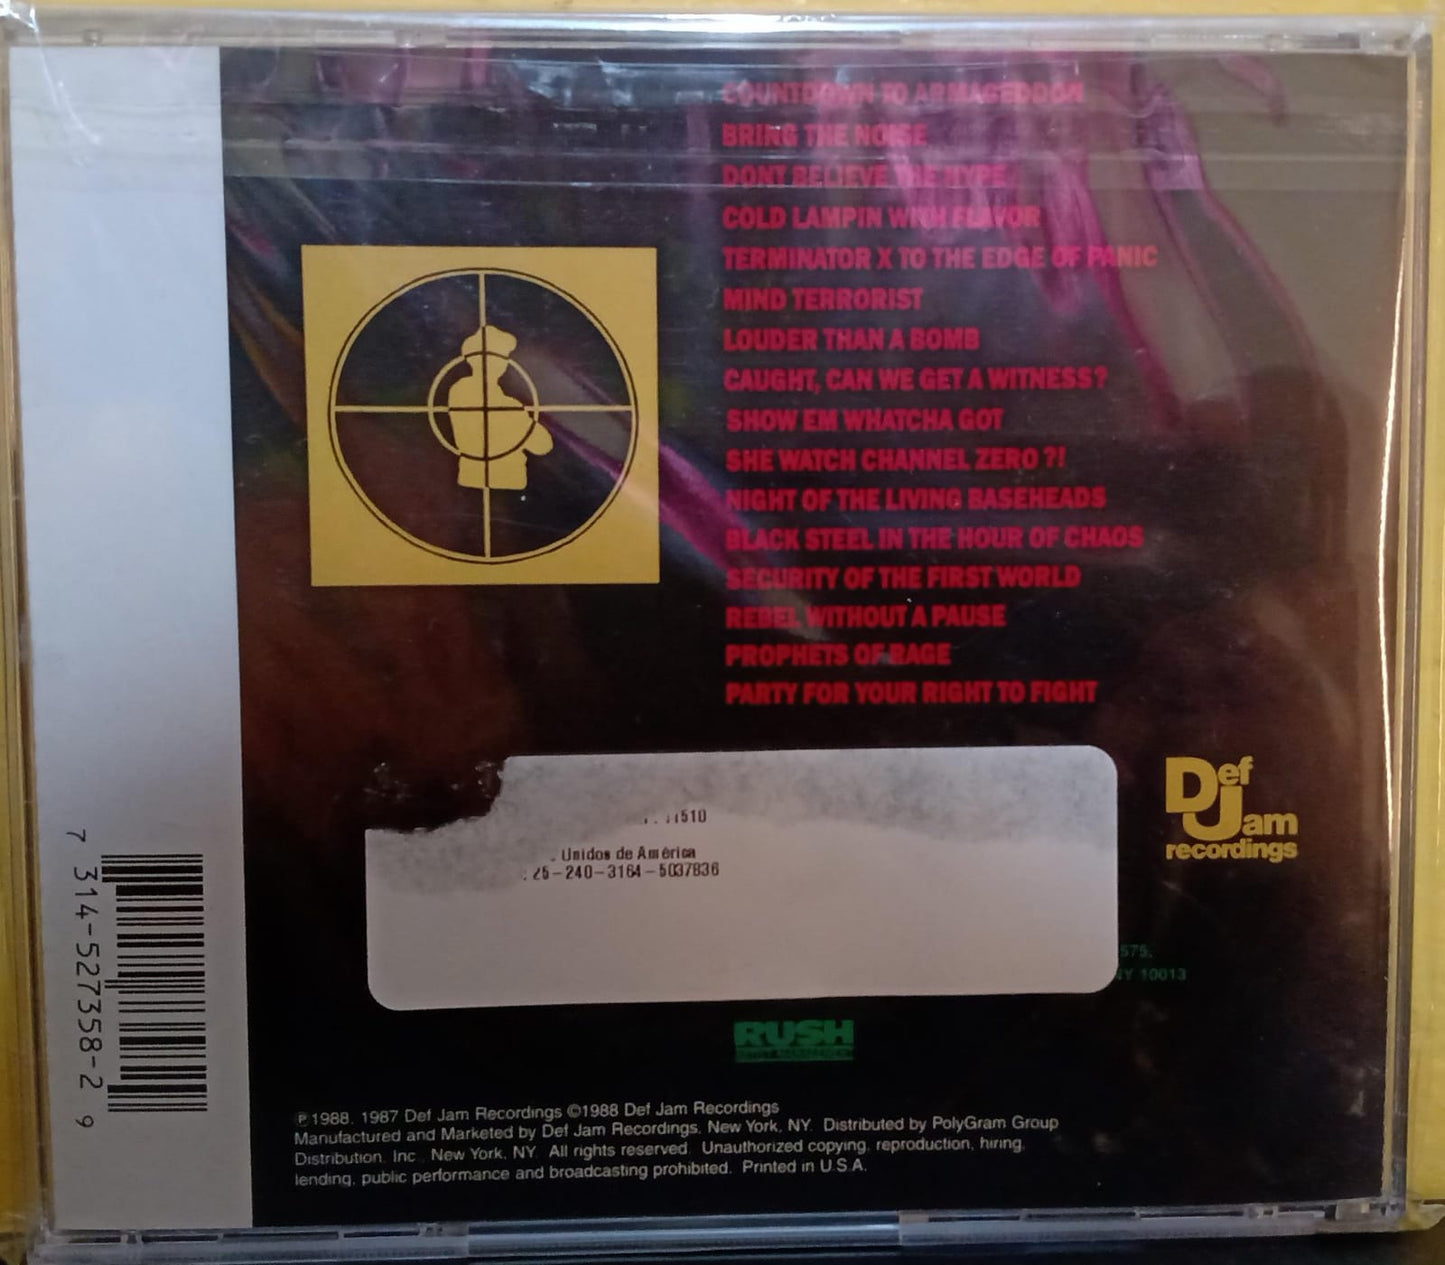 COUNTDOWN TO ARMAGEDDON
BRING THE NOISE
DONT BELIEVE THE HYPE
COLD LAMPIN WITH FLAVOR
TERMINATOR X TO THE EDGE OF PANIC
MIND TERRORIST
LOUDER THAN A BOMB
CAUGHT, CAN WE GET A WITNESS?
SHOW EM WHATCHA GOT
SHE WATCH CHANNEL ZERO?!
NIGHT OF THE LIVING BASEHEADS
BLACK STEEL IN THE HOUR OF CHAOS
SECURITY OF THE FIRST WORLD
REBEL WITHOUT A PAUSE
PROPHETS OF RAGE
PARTY FOR YOUR RIGHT TO FIGHT
Def
Jam
recordings
11510
. Unidos de América
25-240-3164-5037836
575,
NY 10013
RUSH
7 314-527358-2 9
℗1988, 1987 Def Jam Recordings ©1988 Def Jam Recordings
Manufactured and Marketed by Def Jam Recordings, New York, NY. Distributed by PolyGram Group
Distribution, Inc., New York, NY. All rights reserved. Unauthorized copying, reproduction, hiring,
lending, public performance and broadcasting prohibited. Printed in U.S.A.